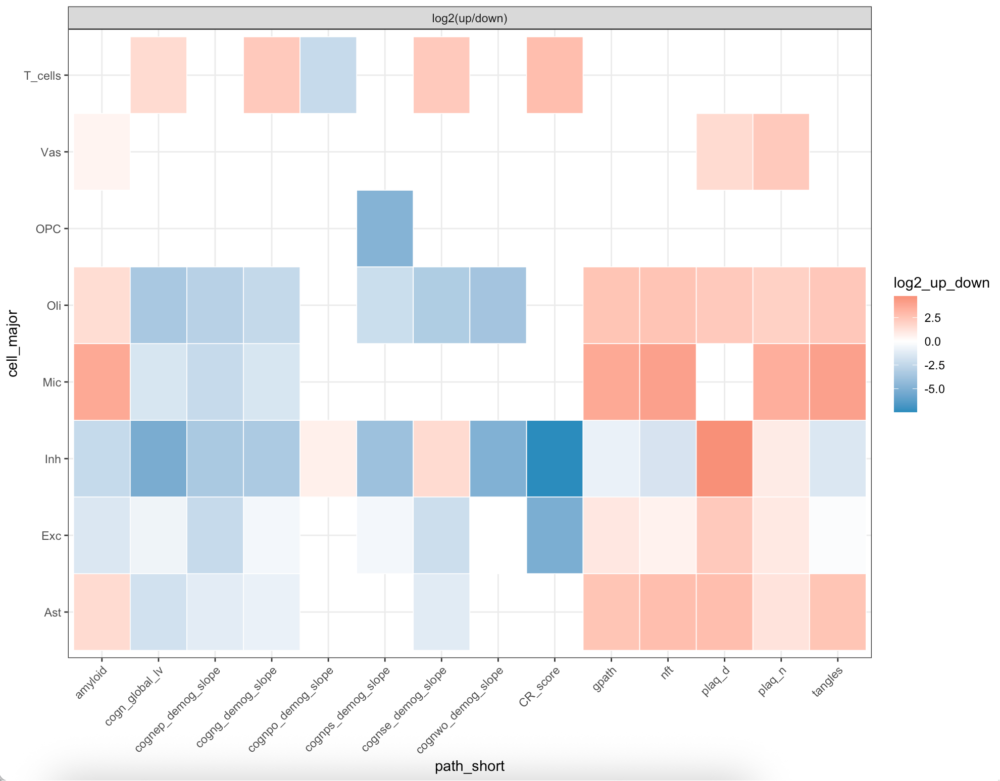 log2(up/down)
T_cells
Vas
OPC
Oli
Mic
Inh
Exc
Ast
cell_major
amyloid
cogn_global_lv
cognep_demog_slope
cogng_demog_slope
cognpo_demog_slope
cognps_demog_slope
cognse_demog_slope
cognwo_demog_slope
CR_score
gpath
nft
plaq_d
plaq_n
tangles
path_short
log2_up_down
2.5
0.0
-2.5
-5.0